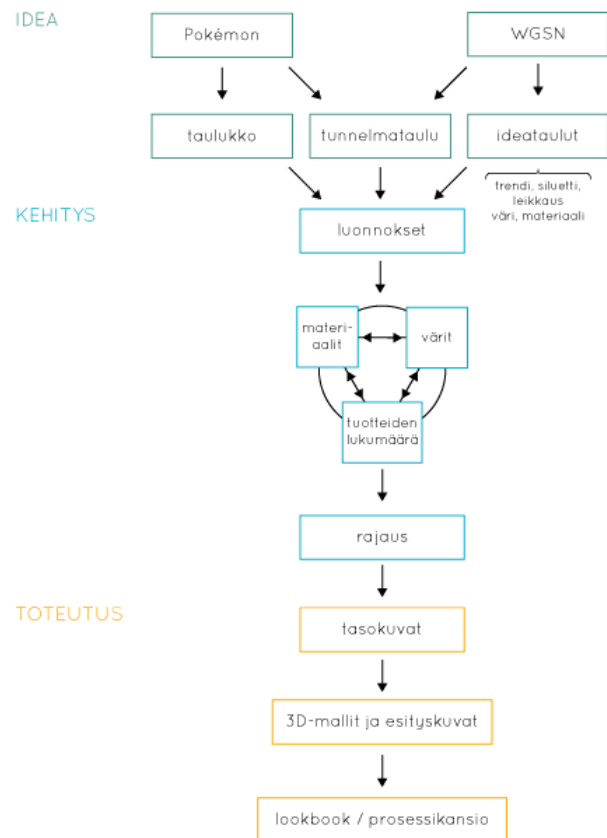 IDEA
Pokémon
WGSN
taulukko
tunnelmataulu
ideataulut
trendi, siluetti,
leikkaus
väri, materiaali
KEHITYS
luonnokset
materi-
aalit
värit
tuotteiden
lukumäärä
rajaus
TOTEUTUS
tasokuvat
3D-mallit ja esityskuvat
lookbook / prosessikansio